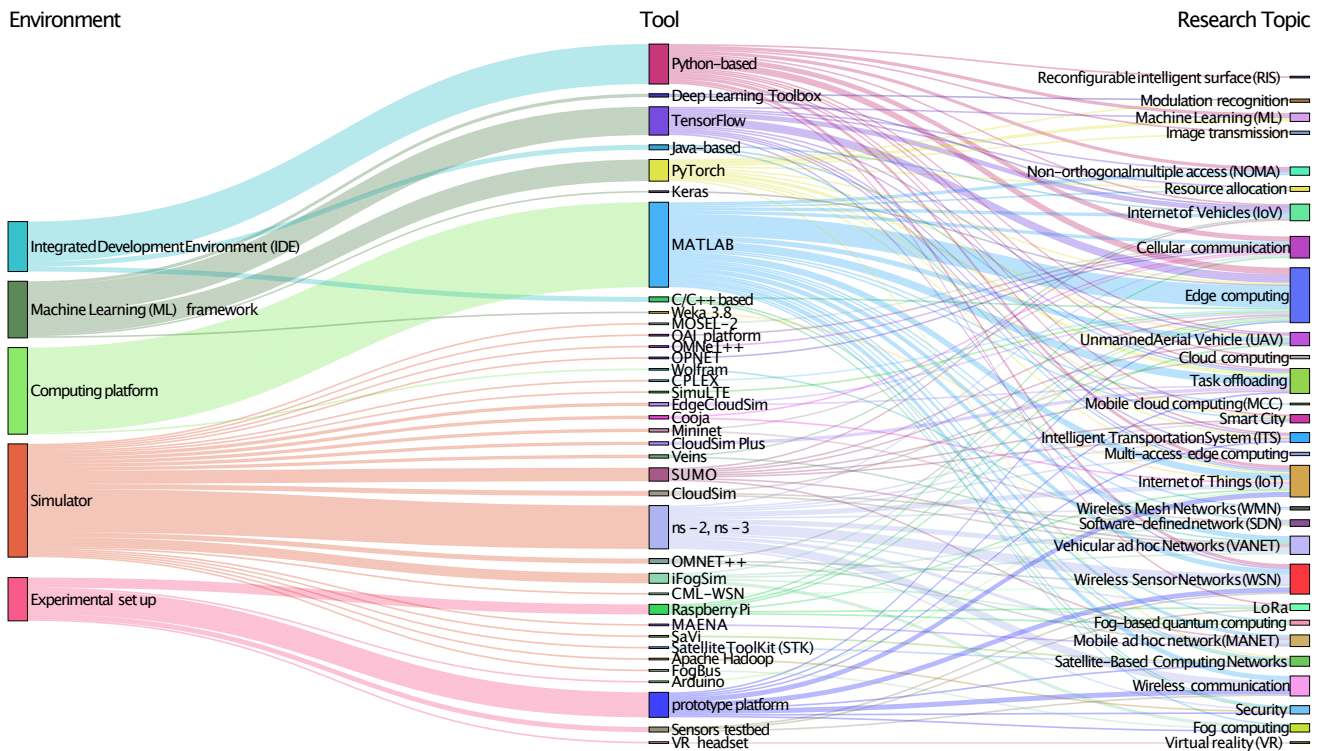 Environment
Tool
Research Topic
Integrated Development Environment (IDE)
Machine Learning (ML) framework
Computing platform
Simulator
Experimental set up
Python-based
Deep Learning Toolbox
TensorFlow
Java-based
PyTorch
Keras
MATLAB
C/C++ based
Weka 3.8
MOSEL-2
OAI platform
OMNeT++
OPNET
Wolfram
CPLEX
SimuLTE
EdgeCloudSim
Cooja
Mininet
CloudSim Plus
Veins
SUMO
CloudSim
ns -2, ns -3
OMNET++
iFogSim
CML-WSN
Raspberry Pi
MAENA
SaVi
Satellite ToolKit (STK)
Apache Hadoop
FogBus
Arduino
prototype platform
Sensors testbed
VR headset
Reconfigurable intelligent surface (RIS)
Modulation recognition
Machine Learning (ML)
Image transmission
Non-orthogonal multiple access (NOMA)
Resource allocation
Internet of Vehicles (IoV)
Cellular communication
Edge computing
Unmanned Aerial Vehicle (UAV)
Cloud computing
Task offloading
Mobile cloud computing (MCC)
Smart City
Intelligent Transportation System (ITS)
Multi-access edge computing
Internet of Things (IoT)
Wireless Mesh Networks (WMN)
Software-defined network (SDN)
Vehicular ad hoc Networks (VANET)
Wireless Sensor Networks (WSN)
LoRa
Fog-based quantum computing
Mobile ad hoc network (MANET)
Satellite-Based Computing Networks
Wireless communication
Security
Fog computing
Virtual reality (VR)